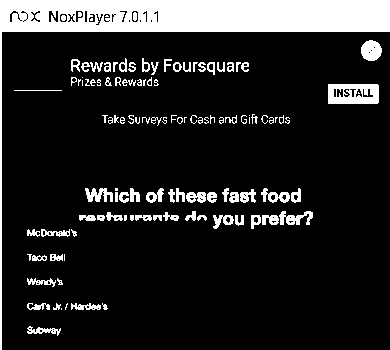 nox NoxPlayer 7.0.1.1
Rewards by Foursquare
Prizes & Rewards
INSTALL
Take Surveys For Cash and Gift Cards
Which of these fast food
restaurants do you prefer?
McDonald's
Taco Bell
Wendy's
Carl's Jr. / Hardee's
Subway